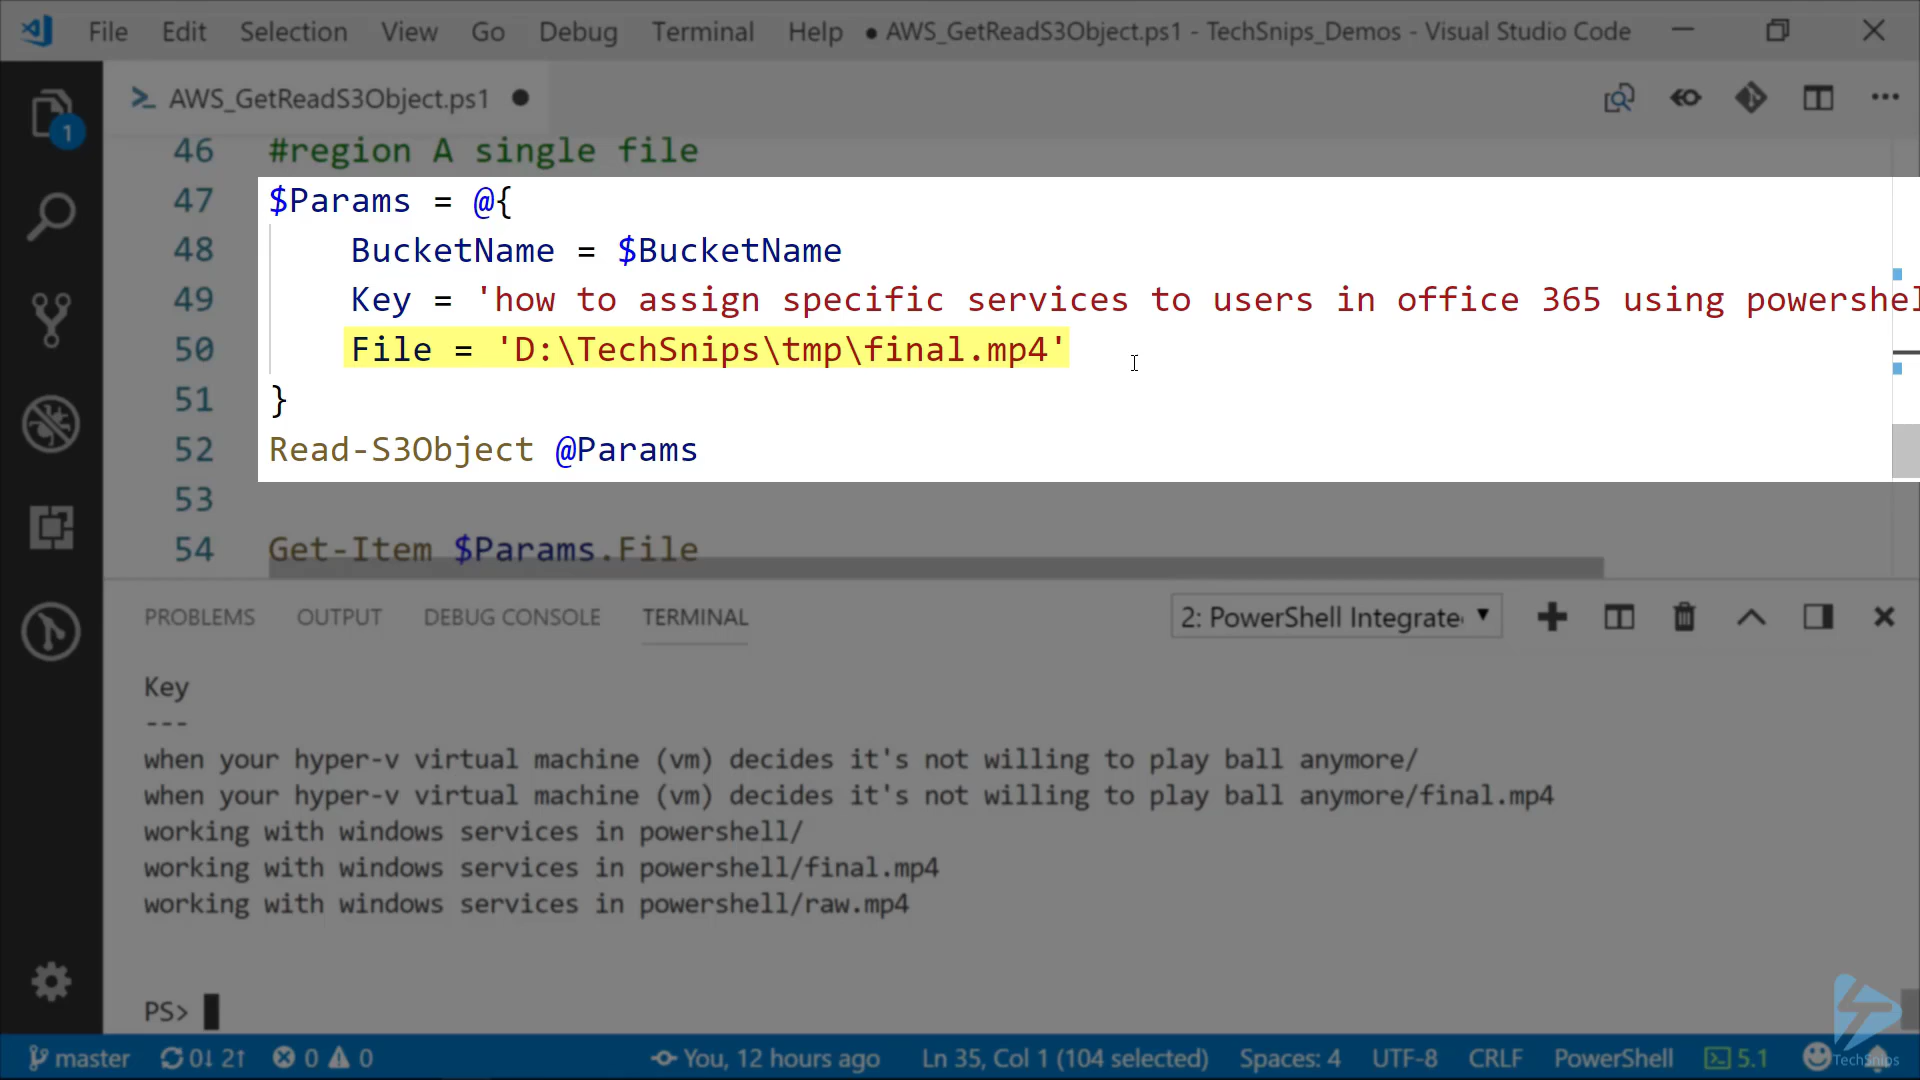 File Edit Selection View Go Debug Terminal Help ● AWS_GetReadS3Object.ps1 - TechSnips_Demos - Visual Studio Code
1
AWS_GetReadS3Object.ps1
46 #region A single file
47 $Params = @{
48 BucketName = $BucketName
49 Key = 'how to assign specific services to users in office 365 using powershel
50 File = 'D:\TechSnips\tmp\final.mp4'
51 }
52 Read-S3Object @Params
53
54 Get-Item $Params.File
PROBLEMS OUTPUT DEBUG CONSOLE TERMINAL 2: PowerShell Integrate
Key
---
when your hyper-v virtual machine (vm) decides it's not willing to play ball anymore/
when your hyper-v virtual machine (vm) decides it's not willing to play ball anymore/final.mp4
working with windows services in powershell/
working with windows services in powershell/final.mp4
working with windows services in powershell/raw.mp4
PS>
master 0↓ 2↑ 0 0 You, 12 hours ago Ln 35, Col 1 (104 selected) Spaces: 4 UTF-8 CRLF PowerShell 5.1
TechSnips